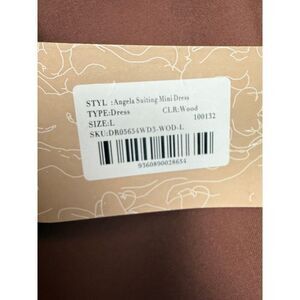 STYL :Angela Suiting Mini Dress
TYPE:Dress CLR:Wood
SIZE:L 100132
SKU:DR05654WD3-WOD-L
9360890028654